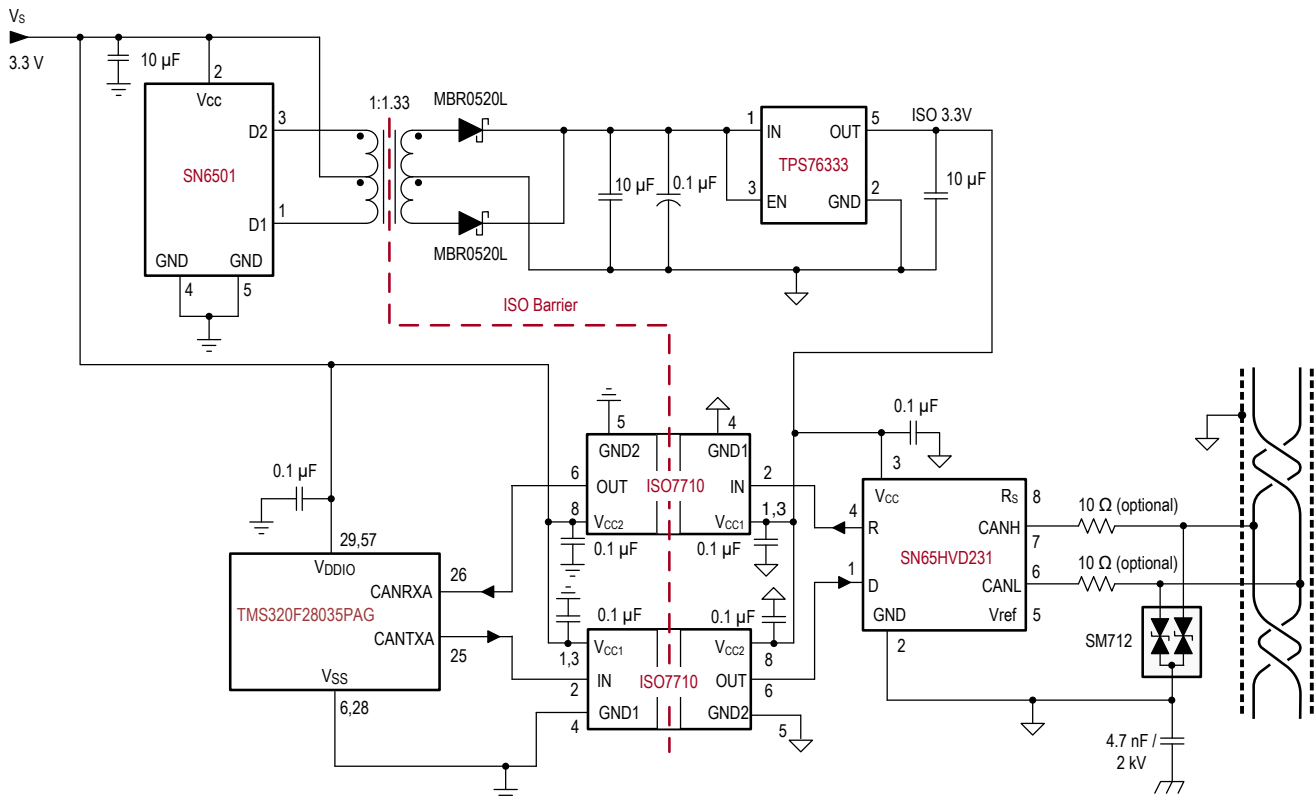 VS
3.3 V
10 µF
2
Vcc
D2
3
SN6501
D1
1
GND
GND
4
5
1:1.33
MBR0520L
MBR0520L
10 µF
0.1 µF
1
IN
OUT
5
TPS76333
3
EN
GND
2
ISO 3.3V
10 µF
ISO Barrier
5
GND2
6
OUT
8
VCC2
ISO7710
4
GND1
IN
2
VCC1
1,3
0.1 µF
0.1 µF
0.1 µF
29,57
VDDIO
CANRXA
26
TMS320F28035PAG
CANTXA
25
VSS
6,28
0.1 µF
0.1 µF
1,3
VCC1
2
IN
GND1
4
ISO7710
VCC2
8
OUT
6
GND2
5
0.1 µF
3
VCC
RS
8
4
R
CANH
7
SN65HVD231
1
D
CANL
6
GND
Vref
5
2
10 Ω (optional)
10 Ω (optional)
SM712
4.7 nF /
2 kV